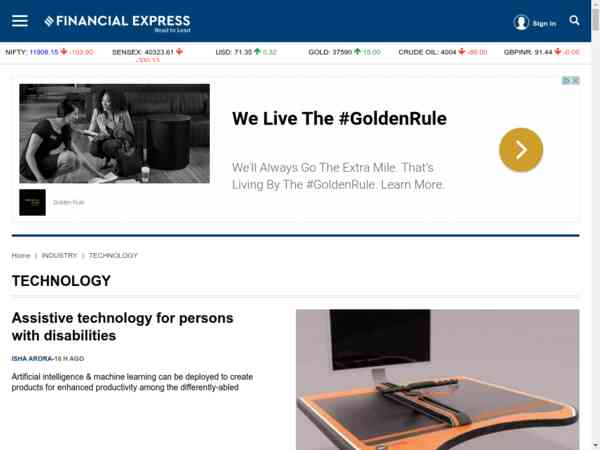 FINANCIAL EXPRESS
Read to Lead
Sign in
NIFTY: 11908.15 -103.90 SENSEX: 40323.61 -330.13 USD: 71.35 0.32 GOLD: 37590 15.00 CRUDE OIL: 4004 -86.00 GBPINR: 91.44 -0.06
We Live The #GoldenRule
We'll Always Go The Extra Mile. That's
Living By The #GoldenRule. Learn More.
Golden Rule
Home | INDUSTRY | TECHNOLOGY
TECHNOLOGY
Assistive technology for persons
with disabilities
ISHA ARORA-16 H AGO
Artificial intelligence & machine learning can be deployed to create
products for enhanced productivity among the differently-abled